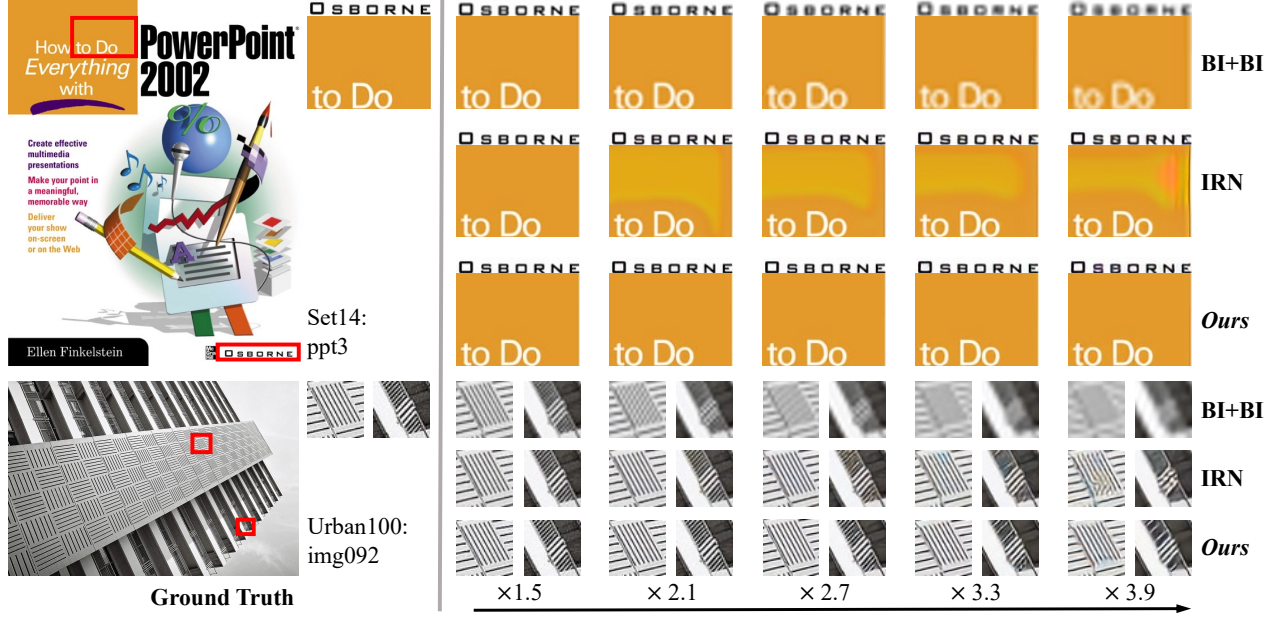 How to Do
Everything
with
PowerPoint
2002
%
Create effective
multimedia
presentations
Make your point in
a meaningful,
memorable way
Deliver
your show
on-screen
or on the Web
A
Ellen Finkelstein
OSBORNE
OSBORNE
to Do
Set14:
ppt3
Urban100:
img092
Ground Truth
OSBORNE OSBORNE OSBORNE OSBORNE OSBORNE
to Do to Do to Do to Do to Do
BI+BI
OSBORNE OSBORNE OSBORNE OSBORNE OSBORNE
to Do to Do to Do to Do to Do
IRN
OSBORNE OSBORNE OSBORNE OSBORNE OSBORNE
to Do to Do to Do to Do to Do
Ours
BI+BI
IRN
Ours
×1.5 ×2.1 ×2.7 ×3.3 ×3.9